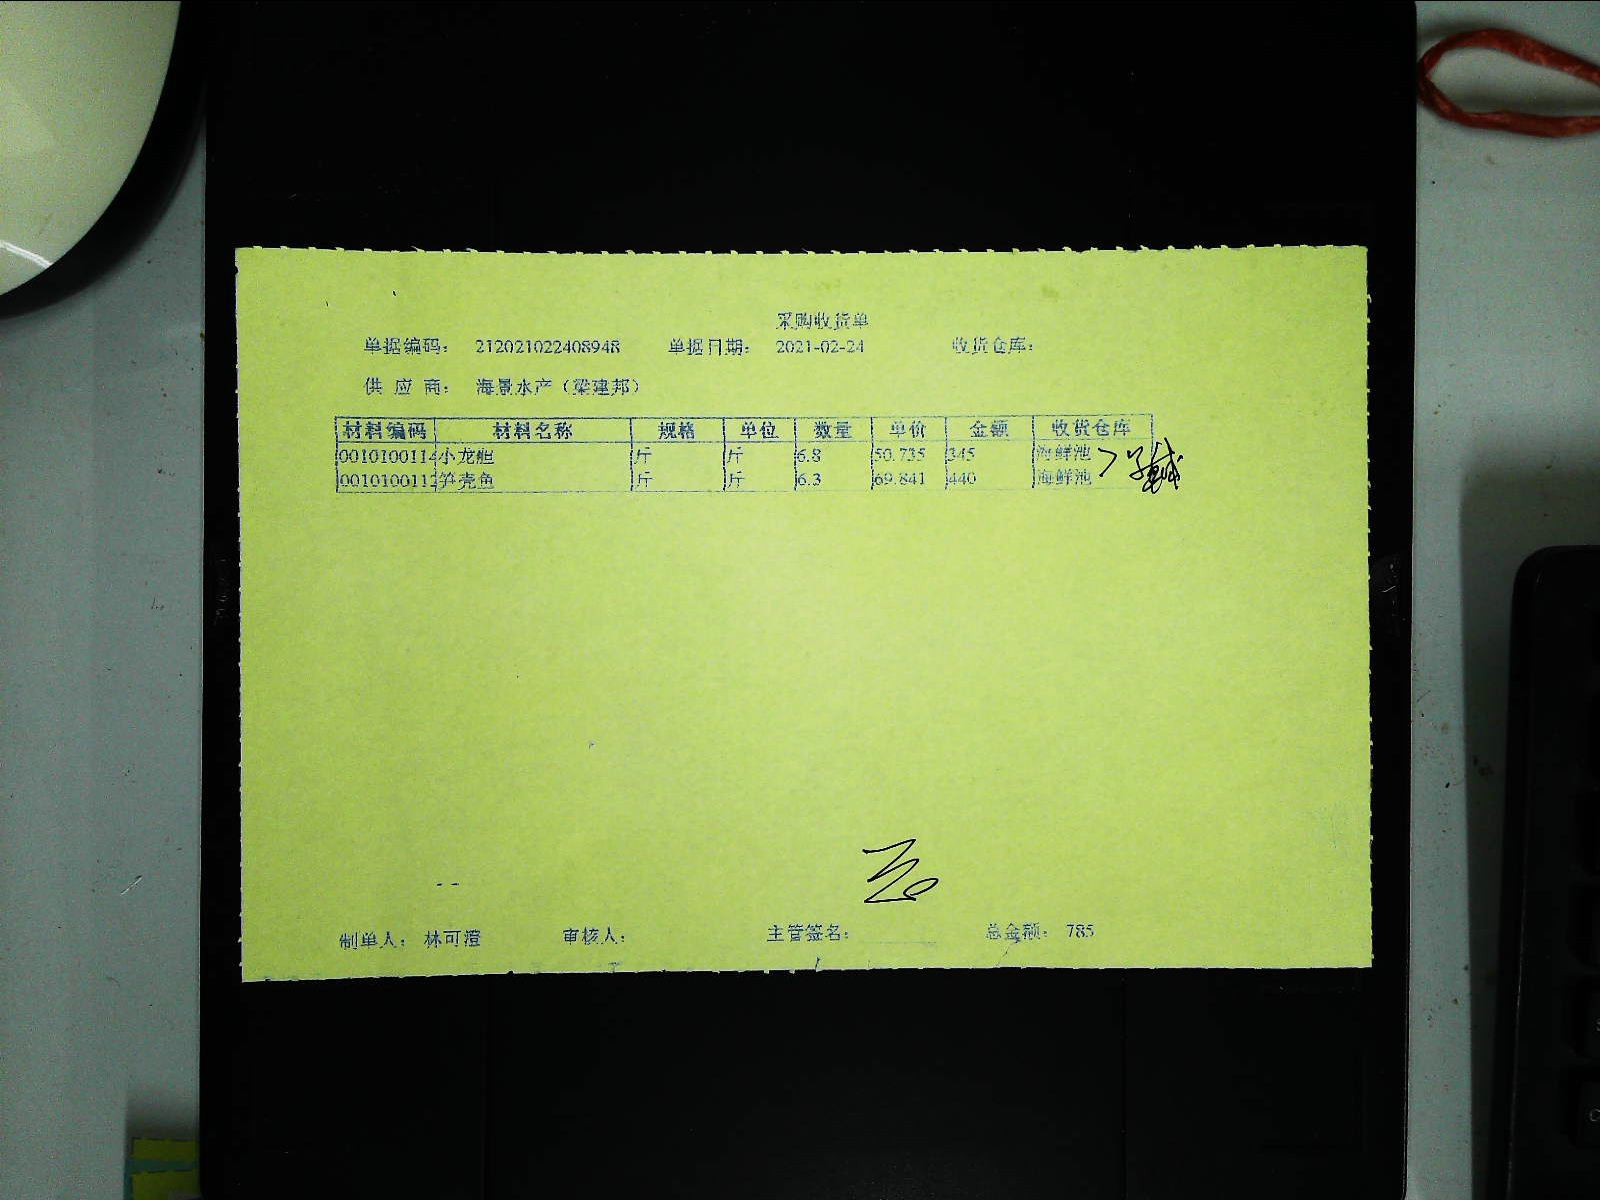 采购收货单
单据编码: 212021022408948 单据日期: 2021-02-24 收货仓库:
供应商: 海景水产(梁建邦)
材料编码 材料名称 规格 单位 数量 单价 金额 收货仓库
0010100114 小龙胆 斤 斤 6.8 50.735 345 海鲜池
0010100112 笋壳鱼 斤 斤 6.3 69.841 440 海鲜池
制单人: 林可澄 审核人: 主管签名: 总金额: 785